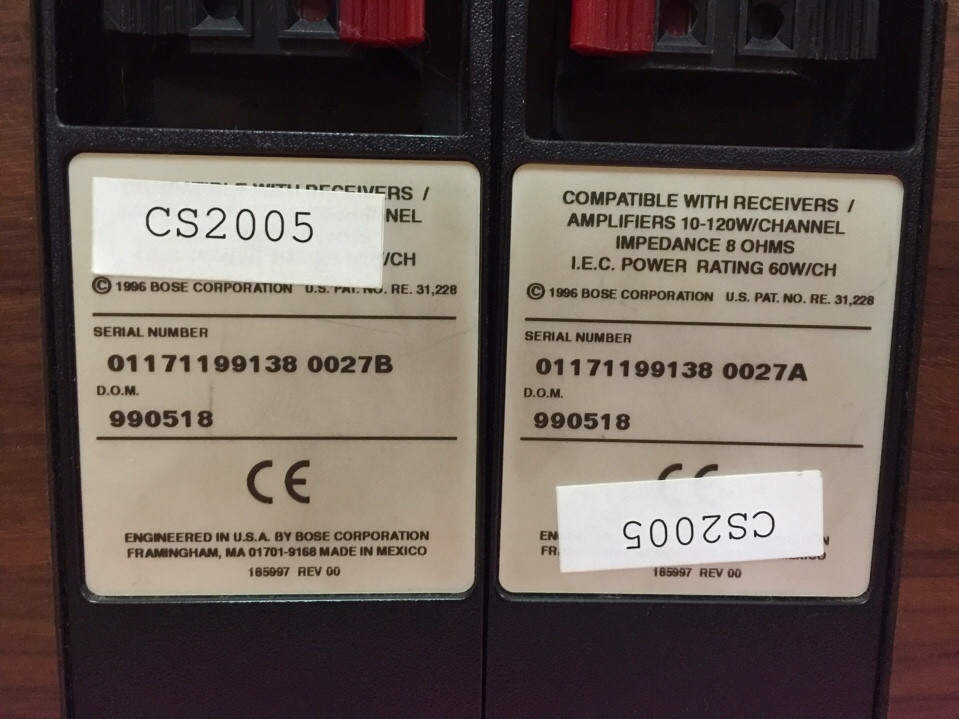 WITH RECEIVERS /
CS2005
/CH
© 1996 BOSE CORPORATION U.S. PAT. NO. RE. 31,228
SERIAL NUMBER
01171199138 0027B
D.O.M.
990518
CE
ENGINEERED IN U.S.A. BY BOSE CORPORATION
FRAMINGHAM, MA 01701-9168 MADE IN MEXICO
185997 REV 00
COMPATIBLE WITH RECEIVERS /
AMPLIFIERS 10-120W/CHANNEL
IMPEDANCE 8 OHMS
I.E.C. POWER RATING 60W/CH
© 1996 BOSE CORPORATION U.S. PAT. NO. RE. 31,228
SERIAL NUMBER
01171199138 0027A
D.O.M.
990518
CE
CS2005
185997 REV 00